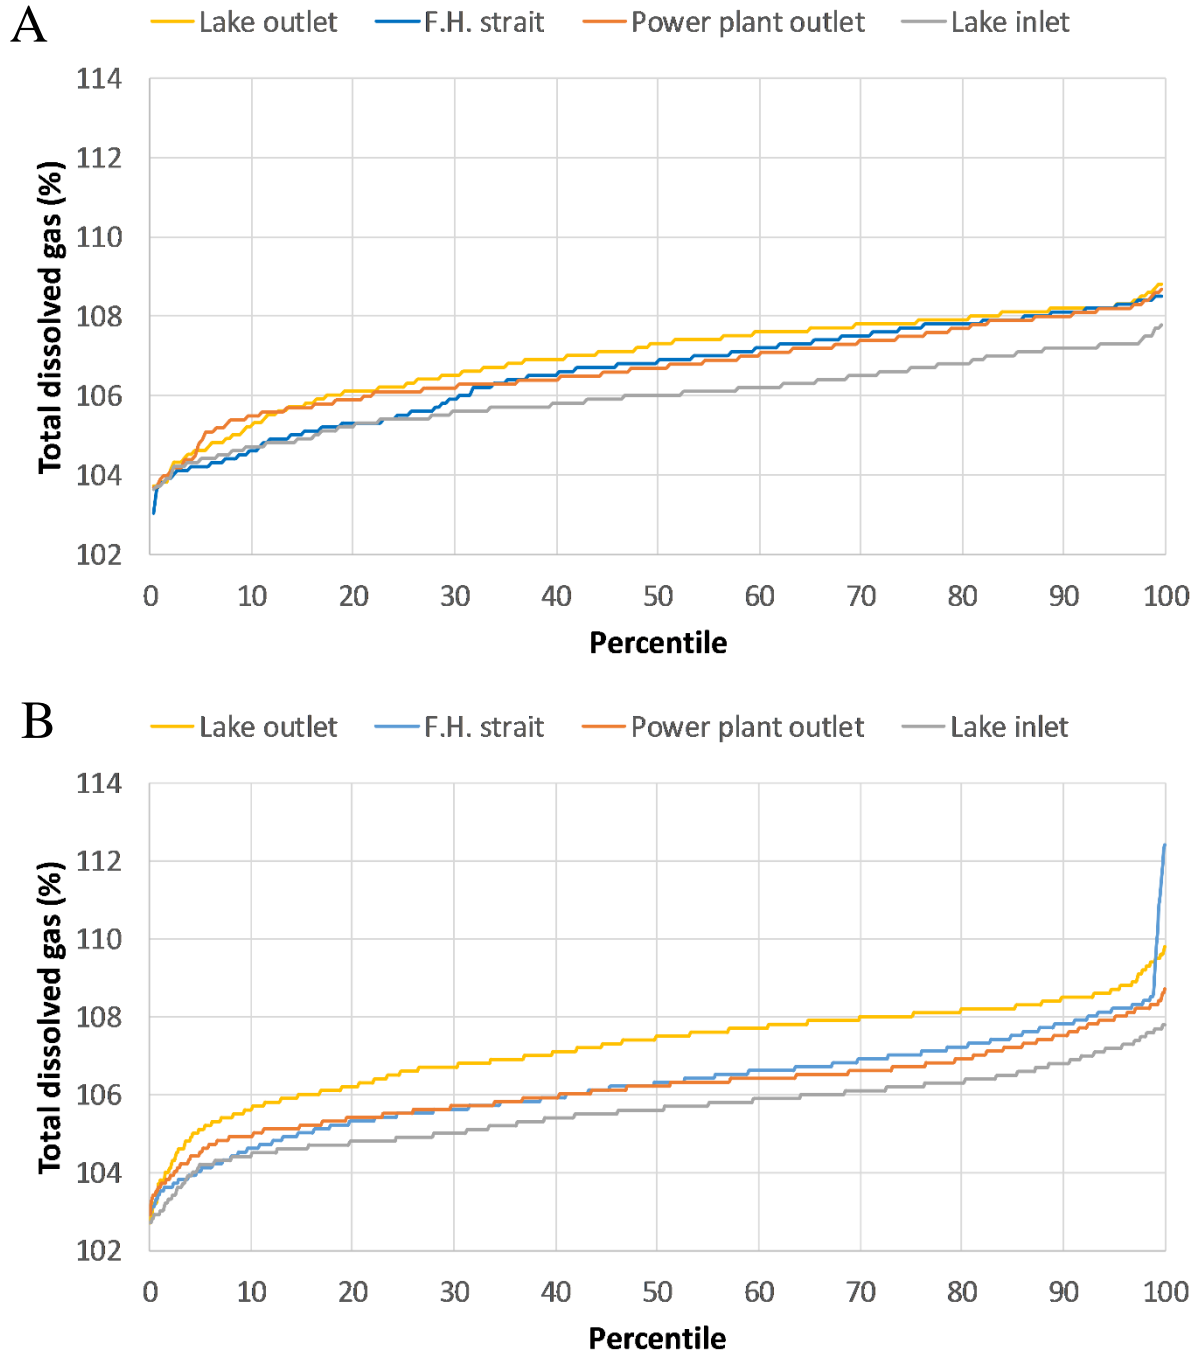 A
Lake outlet F.H. strait Power plant outlet Lake inlet
114
112
110
108
106
104
102
Total dissolved gas (%)
0 10 20 30 40 50 60 70 80 90 100
Percentile
B
Lake outlet F.H. strait Power plant outlet Lake inlet
114
112
110
108
106
104
102
Total dissolved gas (%)
0 10 20 30 40 50 60 70 80 90 100
Percentile